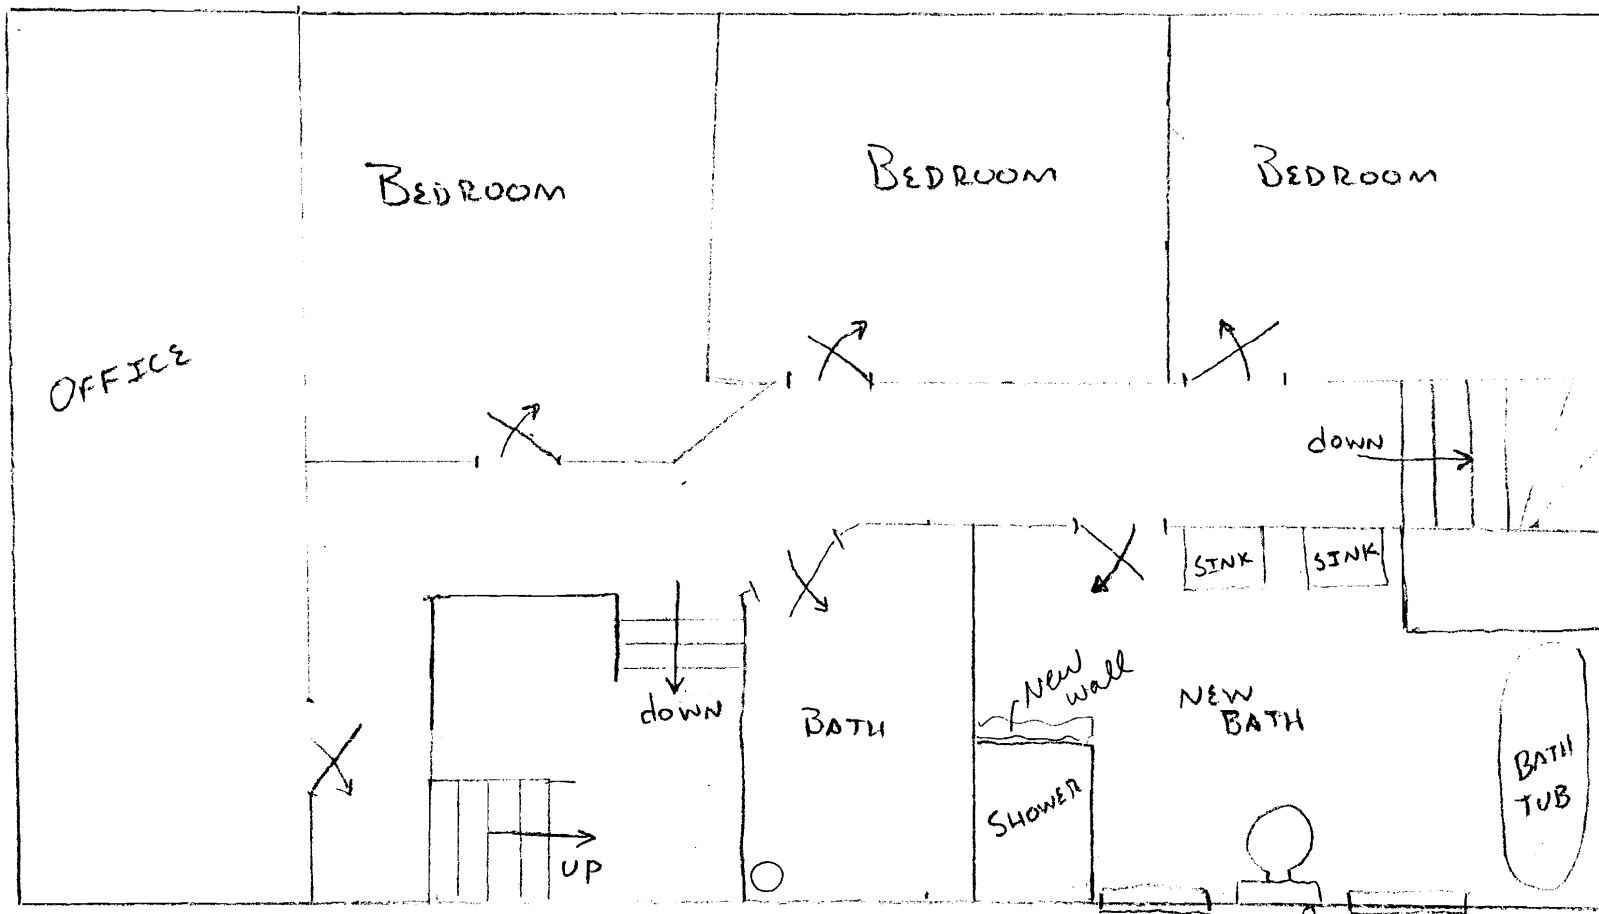 BEDROOM
BEDROOM
BEDROOM
OFFICE
down
SINK
SINK
New
wall
down
BATH
NEW
BATH
SHOWER
BATH
TUB
UP